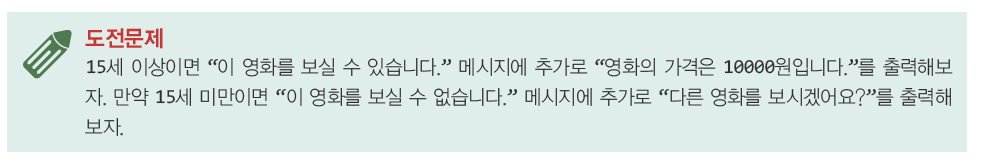 도전문제
15세 이상이면 “이 영화를 보실 수 있습니다.” 메시지에 추가로 “영화의 가격은 10000원입니다.”를 출력해보
자. 만약 15세 미만이면 “이 영화를 보실 수 없습니다.” 메시지에 추가로 “다른 영화를 보시겠어요?”를 출력해
보자.